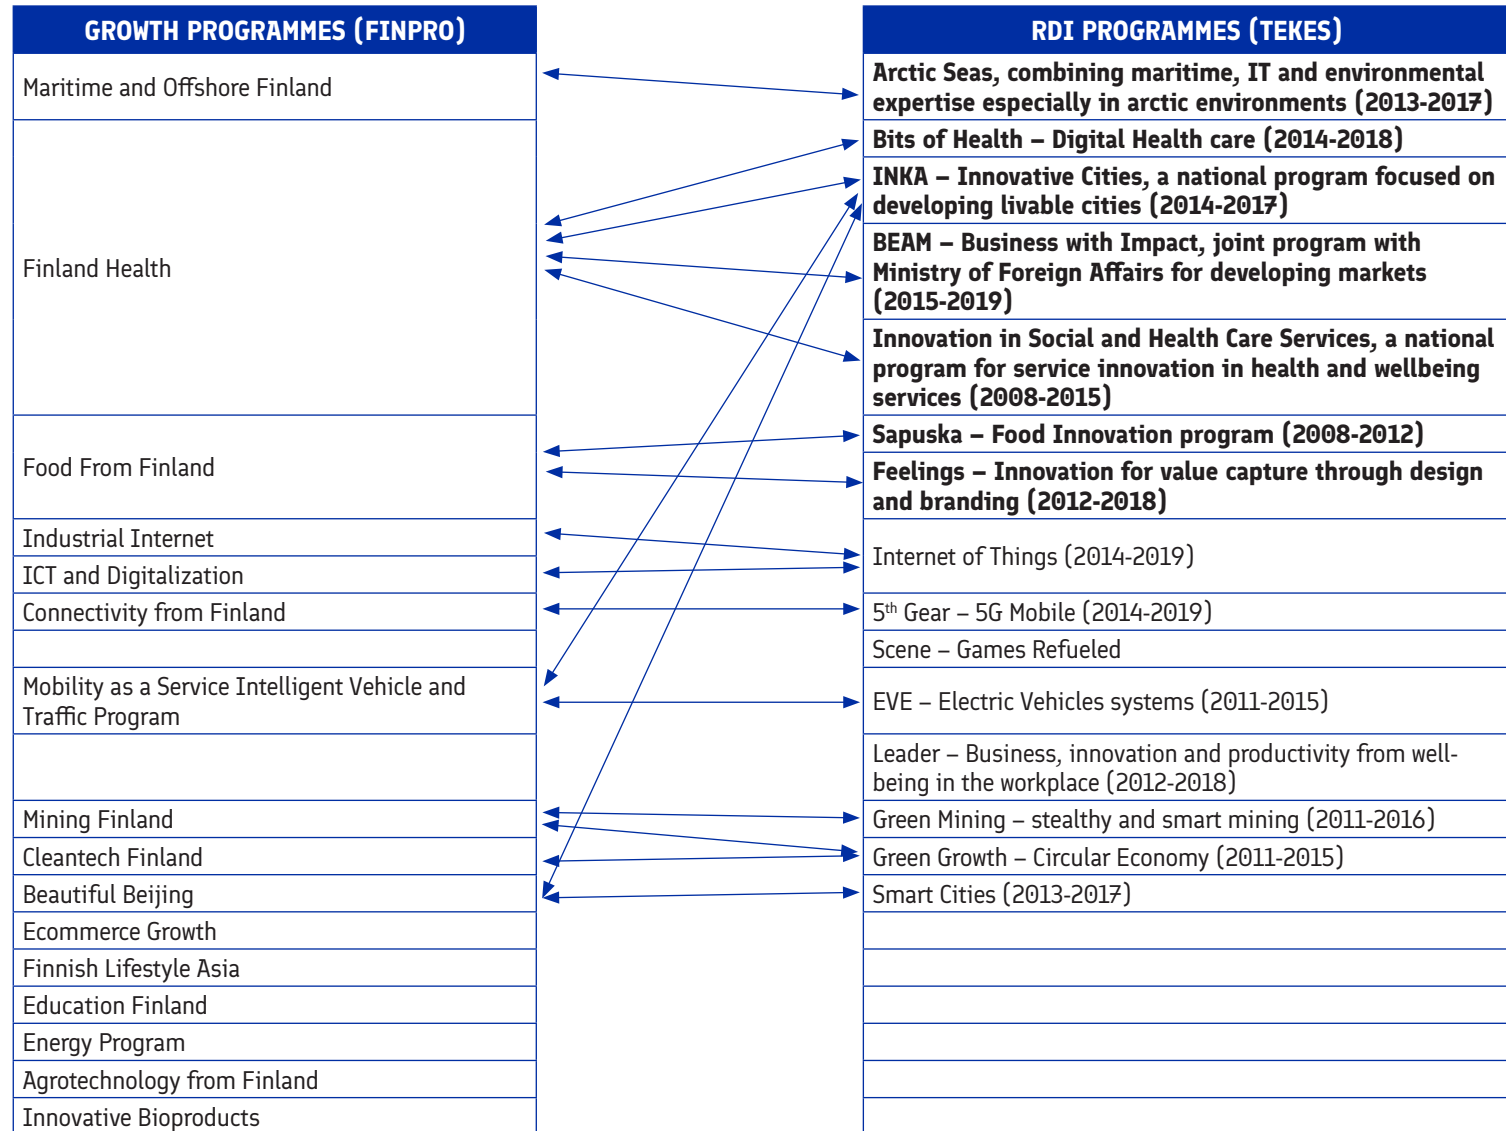 GROWTH PROGRAMMES (FINPRO)
RDI PROGRAMMES (TEKES)
Maritime and Offshore Finland
Arctic Seas, combining maritime, IT and environmental
expertise especially in arctic environments (2013-2017)
Finland Health
Bits of Health – Digital Health care (2014-2018)
INKA – Innovative Cities, a national program focused on
developing livable cities (2014-2017)
BEAM – Business with Impact, joint program with
Ministry of Foreign Affairs for developing markets
(2015-2019)
Innovation in Social and Health Care Services, a national
program for service innovation in health and wellbeing
services (2008-2015)
Food From Finland
Sapuska – Food Innovation program (2008-2012)
Feelings – Innovation for value capture through design
and branding (2012-2018)
Industrial Internet
Internet of Things (2014-2019)
ICT and Digitalization
Connectivity from Finland
5th Gear – 5G Mobile (2014-2019)
Scene – Games Refueled
Mobility as a Service Intelligent Vehicle and
Traffic Program
EVE – Electric Vehicles systems (2011-2015)
Leader – Business, innovation and productivity from well-
being in the workplace (2012-2018)
Mining Finland
Green Mining – stealthy and smart mining (2011-2016)
Cleantech Finland
Green Growth – Circular Economy (2011-2015)
Beautiful Beijing
Smart Cities (2013-2017)
Ecommerce Growth
Finnish Lifestyle Asia
Education Finland
Energy Program
Agrotechnology from Finland
Innovative Bioproducts